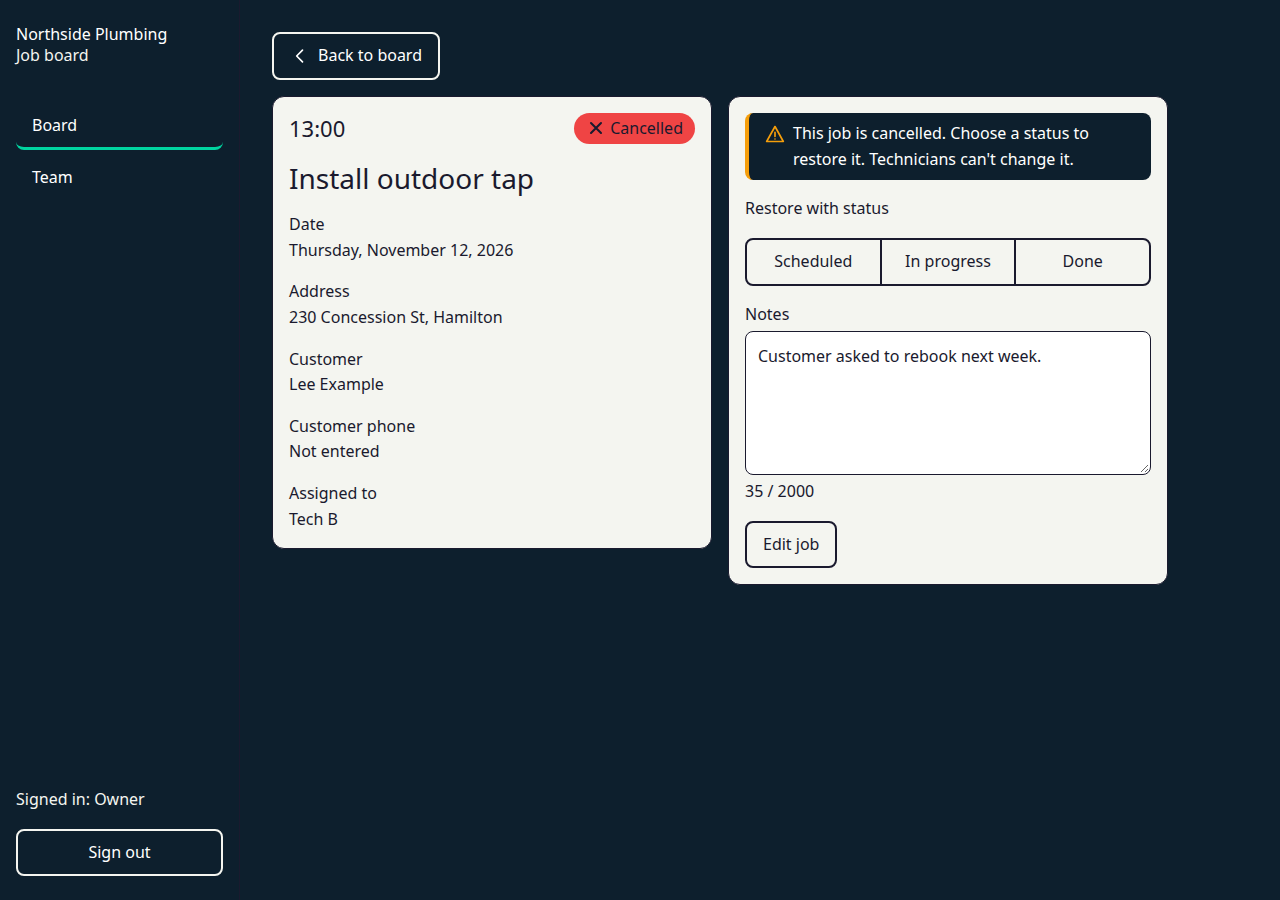 Northside Plumbing
Job board
Board
Team
Signed in: Owner
Sign out
Back to board
13:00
Cancelled
Install outdoor tap
Date
Thursday, November 12, 2026
Address
230 Concession St, Hamilton
Customer
Lee Example
Customer phone
Not entered
Assigned to
Tech B
This job is cancelled. Choose a status to
restore it. Technicians can't change it.
Restore with status
Scheduled
In progress
Done
Notes
Customer asked to rebook next week.
35 / 2000
Edit job